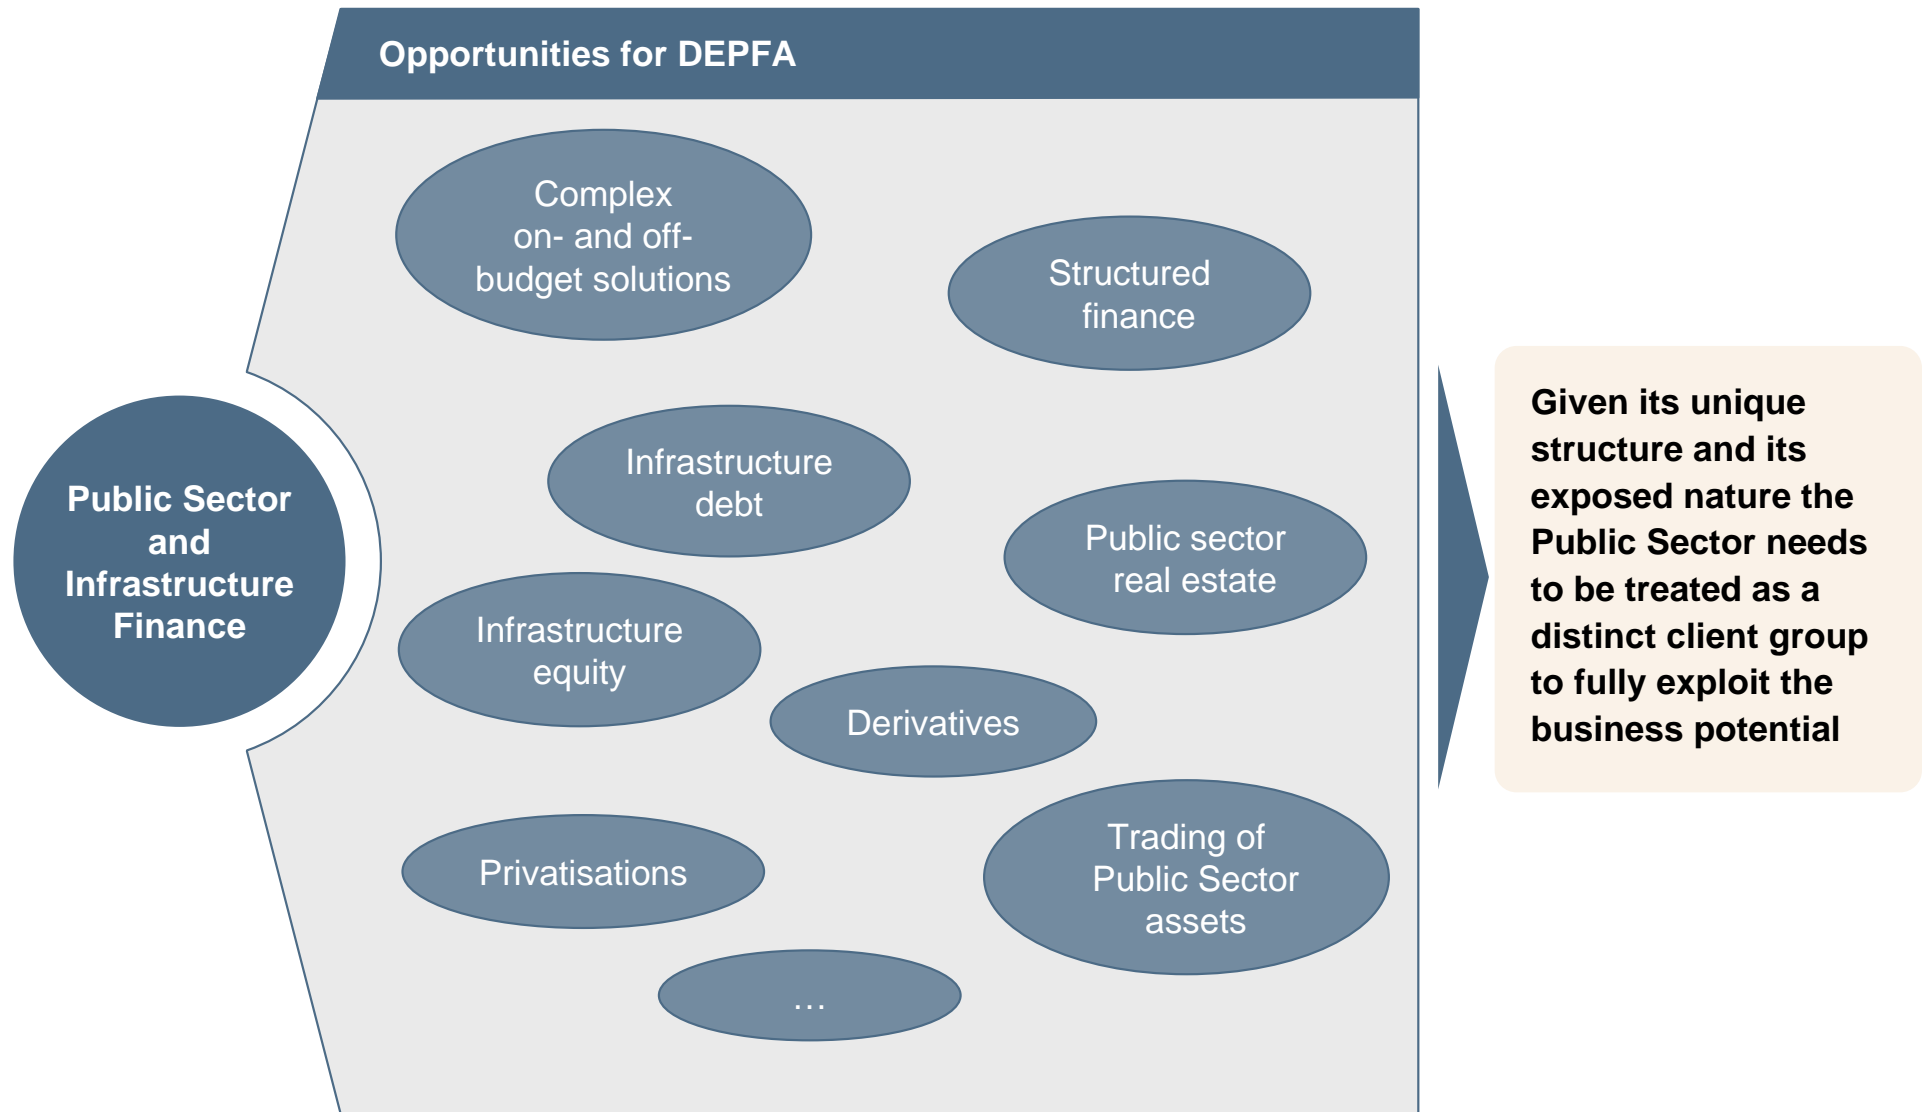 Opportunities for DEPFA
Complex
on- and off-
budget solutions
Structured
finance
Infrastructure
debt
Public sector
real estate
Public Sector
and
Infrastructure
Finance
Infrastructure
equity
Derivatives
Privatisations
Trading of
Public Sector
assets
…
Given its unique
structure and its
exposed nature the
Public Sector needs
to be treated as a
distinct client group
to fully exploit the
business potential